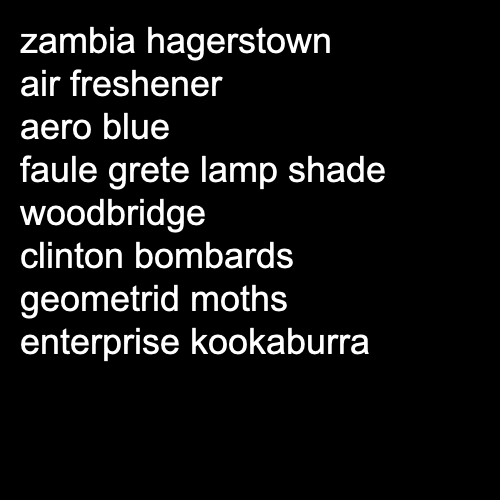 zambia hagerstown
air freshener
aero blue
faule grete lamp shade
woodbridge
clinton bombards
geometrid moths
enterprise kookaburra